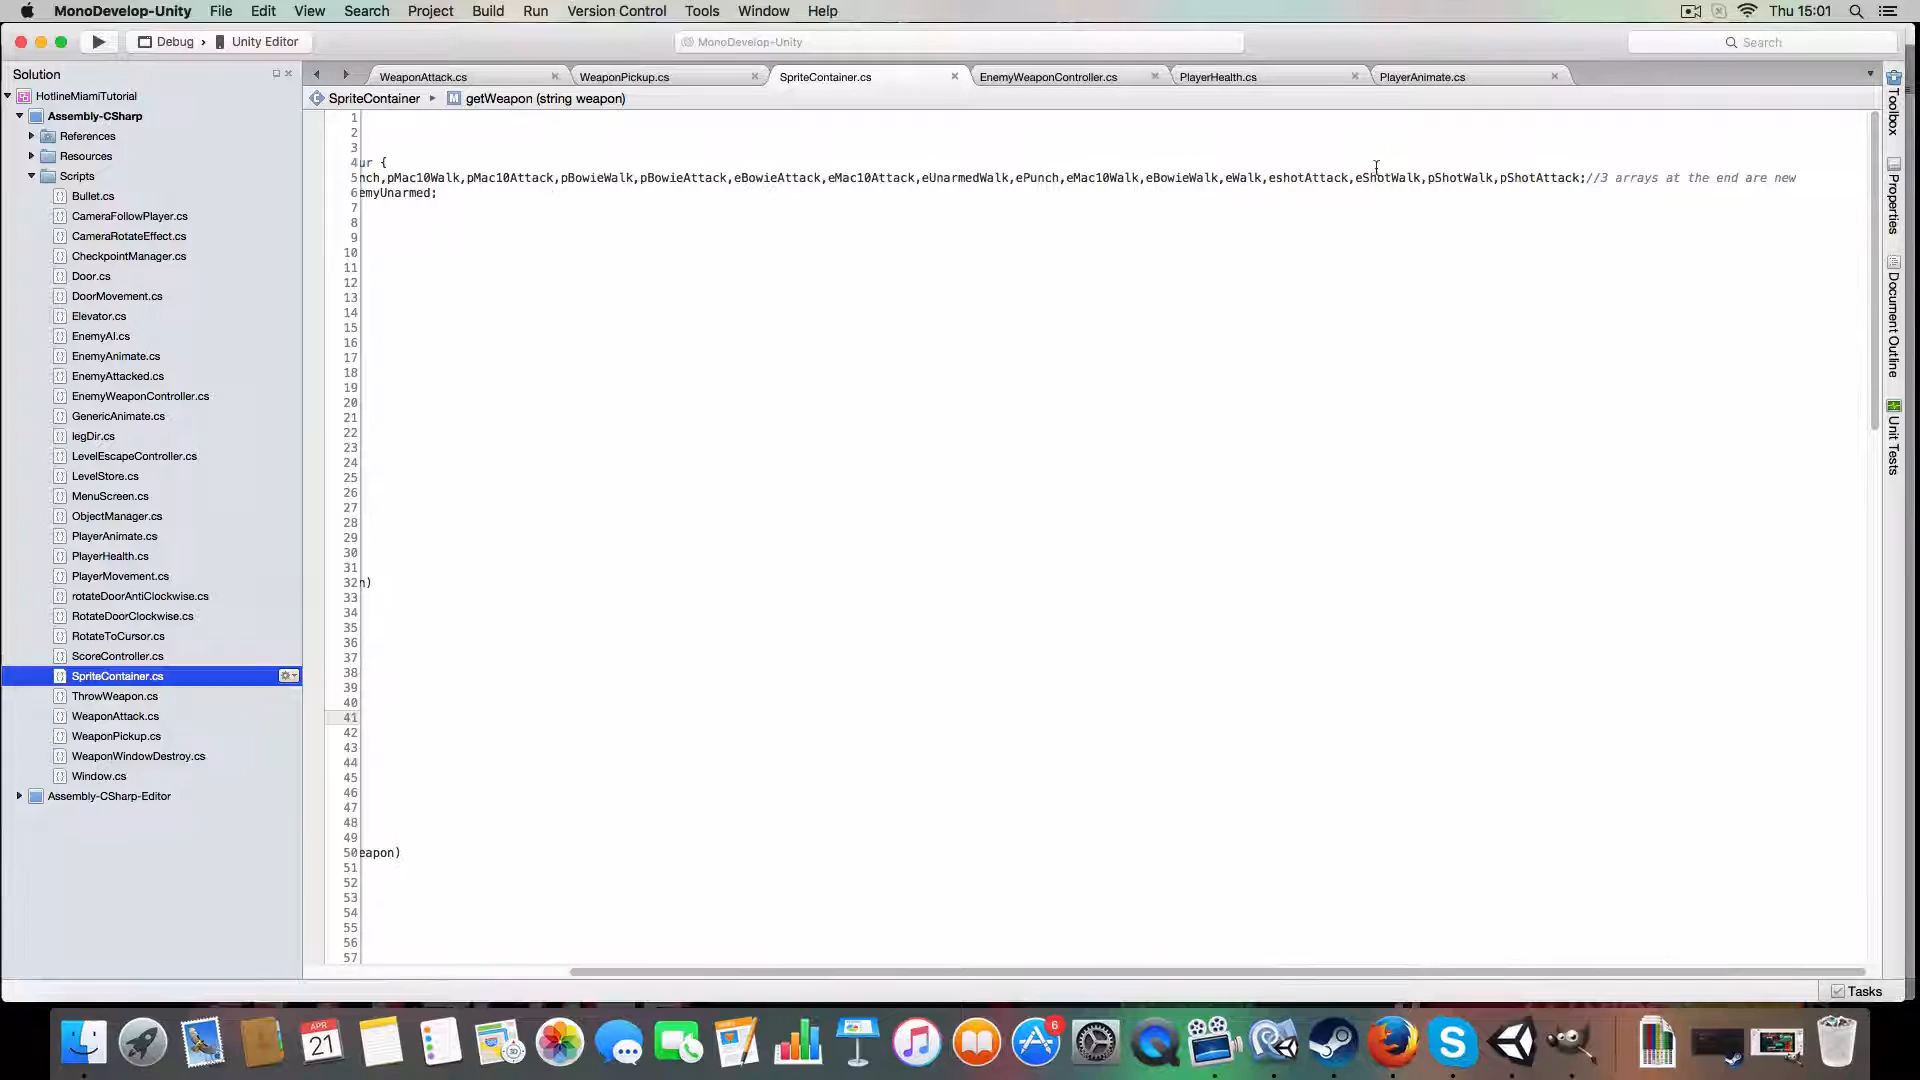 MonoDevelop-Unity File Edit View Search Project Build Run Version Control Tools Window Help Thu 15:01
Debug › Unity Editor MonoDevelop-Unity Search
Solution WeaponAttack.cs WeaponPickup.cs SpriteContainer.cs EnemyWeaponController.cs PlayerHealth.cs PlayerAnimate.cs
SpriteContainer getWeapon (string weapon)
HotlineMiamiTutorial
Assembly-CSharp
References
Resources
Scripts
Bullet.cs
CameraFollowPlayer.cs
CameraRotateEffect.cs
CheckpointManager.cs
Door.cs
DoorMovement.cs
Elevator.cs
EnemyAI.cs
EnemyAnimate.cs
EnemyAttacked.cs
EnemyWeaponController.cs
GenericAnimate.cs
legDir.cs
LevelEscapeController.cs
LevelStore.cs
MenuScreen.cs
ObjectManager.cs
PlayerAnimate.cs
PlayerHealth.cs
PlayerMovement.cs
rotateDoorAntiClockwise.cs
RotateDoorClockwise.cs
RotateToCursor.cs
ScoreController.cs
SpriteContainer.cs
ThrowWeapon.cs
WeaponAttack.cs
WeaponPickup.cs
WeaponWindowDestroy.cs
Window.cs
Assembly-CSharp-Editor
1
2
3
4 ur {
5 nch,pMac10Walk,pMac10Attack,pBowieWalk,pBowieAttack,eBowieAttack,eMac10Attack,eUnarmedWalk,ePunch,eMac10Walk,eBowieWalk,eWalk,eshotAttack,eShotWalk,pShotWalk,pShotAttack;//3 arrays at the end are new
6 emyUnarmed;
7
8
9
10
11
12
13
14
15
16
17
18
19
20
21
22
23
24
25
26
27
28
29
30
31
32 n)
33
34
35
36
37
38
39
40
41
42
43
44
45
46
47
48
49
50 eapon)
51
52
53
54
55
56
57
Toolbox
Properties
Document Outline
Unit Tests
Tasks
APR
21
6